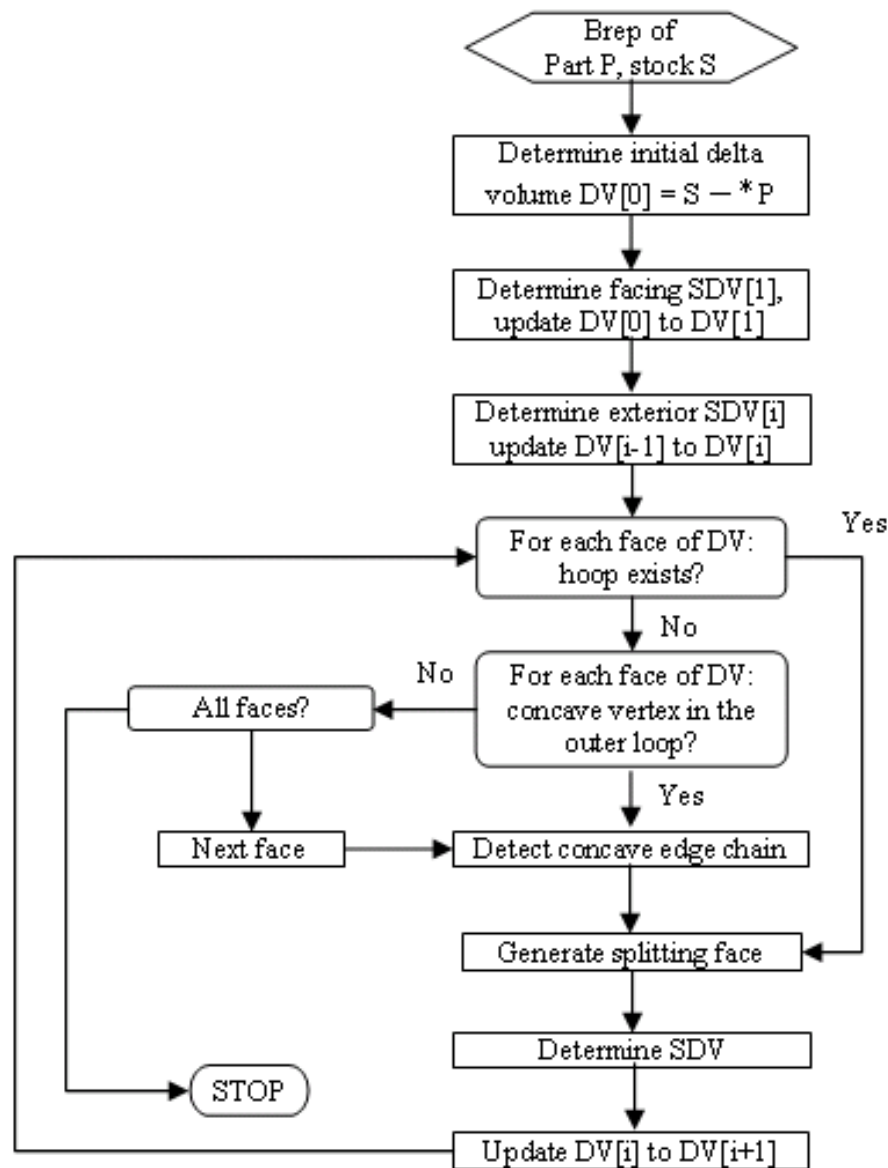 Brep of
Part P, stock S
Determine initial delta
volume DV[0] = S — * P
Determine facing SDV[1],
update DV[0] to DV[1]
Determine exterior SDV[i]
update DV[i-1] to DV[i]
Yes
For each face of DV:
hoop exists?
No
No
For each face of DV:
concave vertex in the
outer loop?
All faces?
Yes
Next face
Detect concave edge chain
Generate splitting face
Determine SDV
STOP
Update DV[i] to DV[i+1]